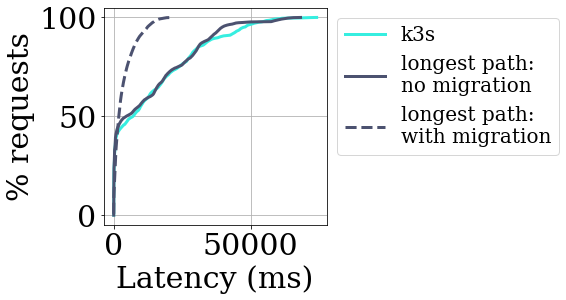 % requests
100
50
0
0
50000
Latency (ms)
k3s
longest path:
no migration
longest path:
with migration